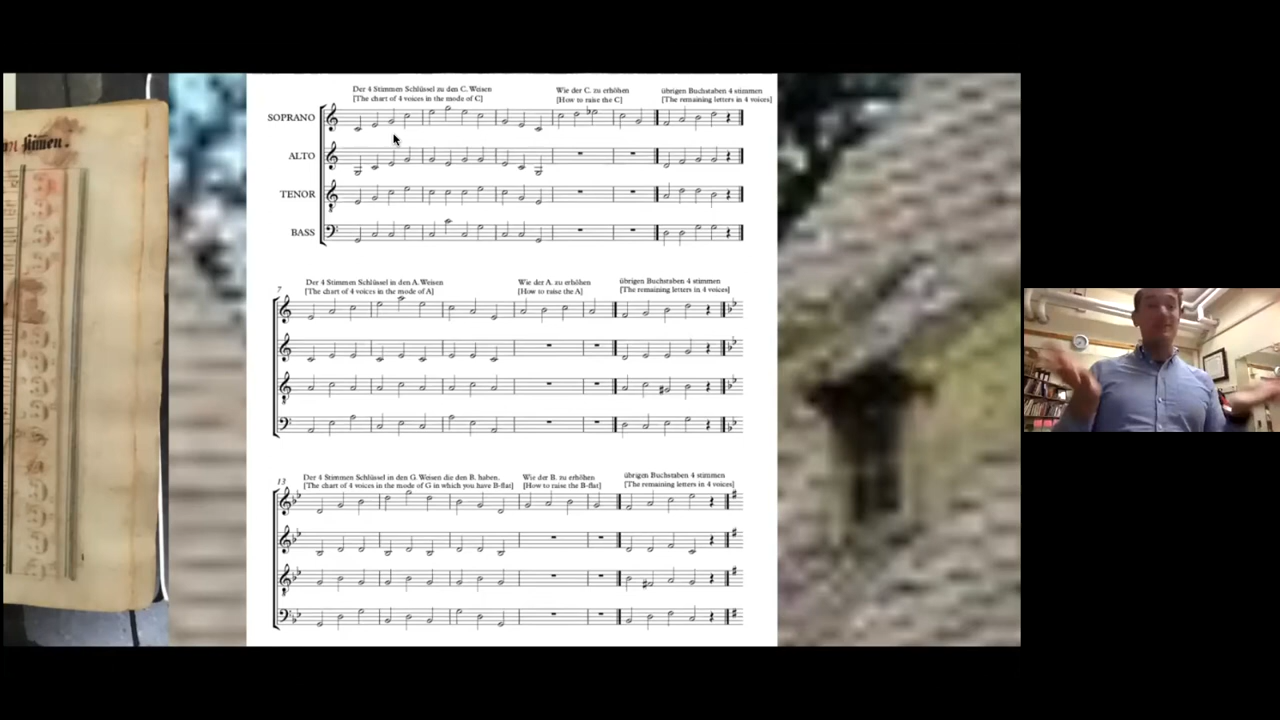 Stimen.
Der 4 Stimmen Schlüssel zu den C. Weisen
[The chart of 4 voices in the mode of C]
Wie der C. zu erhöhen
[How to raise the C]
übrigen Buchstaben 4 stimmen
[The remaining letters in 4 voices]
SOPRANO
ALTO
TENOR
BASS
7
Der 4 Stimmen Schlüssel in den A. Weisen
[The chart of 4 voices in the mode of A]
Wie der A. zu erhöhen
[How to raise the A]
übrigen Buchstaben 4 stimmen
[The remaining letters in 4 voices]
13
Der 4 Stimmen Schlüssel in den G. Weisen die den B. haben.
[The chart of 4 voices in the mode of G in which you have B-flat]
Wie der B. zu erhöhen
[How to raise the B-flat]
übrigen Buchstaben 4 stimmen
[The remaining letters in 4 voices]